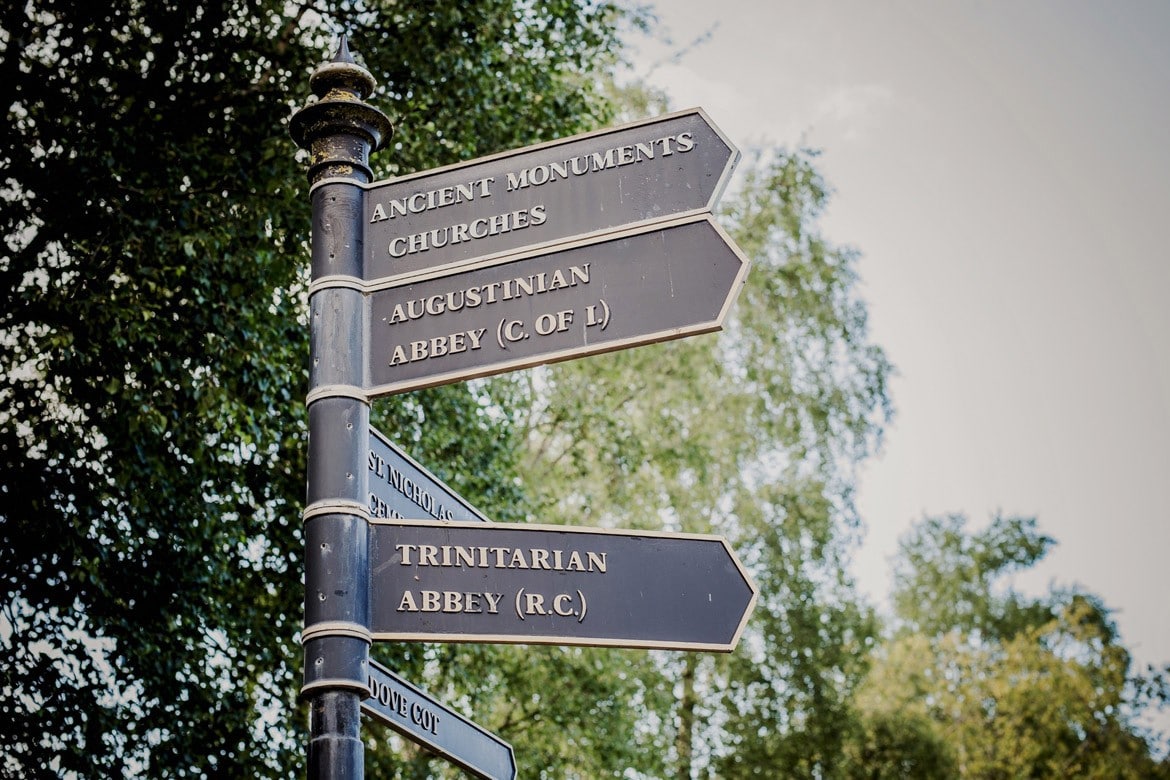 ANCIENT MONUMENTS
CHURCHES
AUGUSTINIAN
ABBEY (C. OF I.)
ST. NICHOLAS
TRINITARIAN
ABBEY (R.C.)
DOVE COT